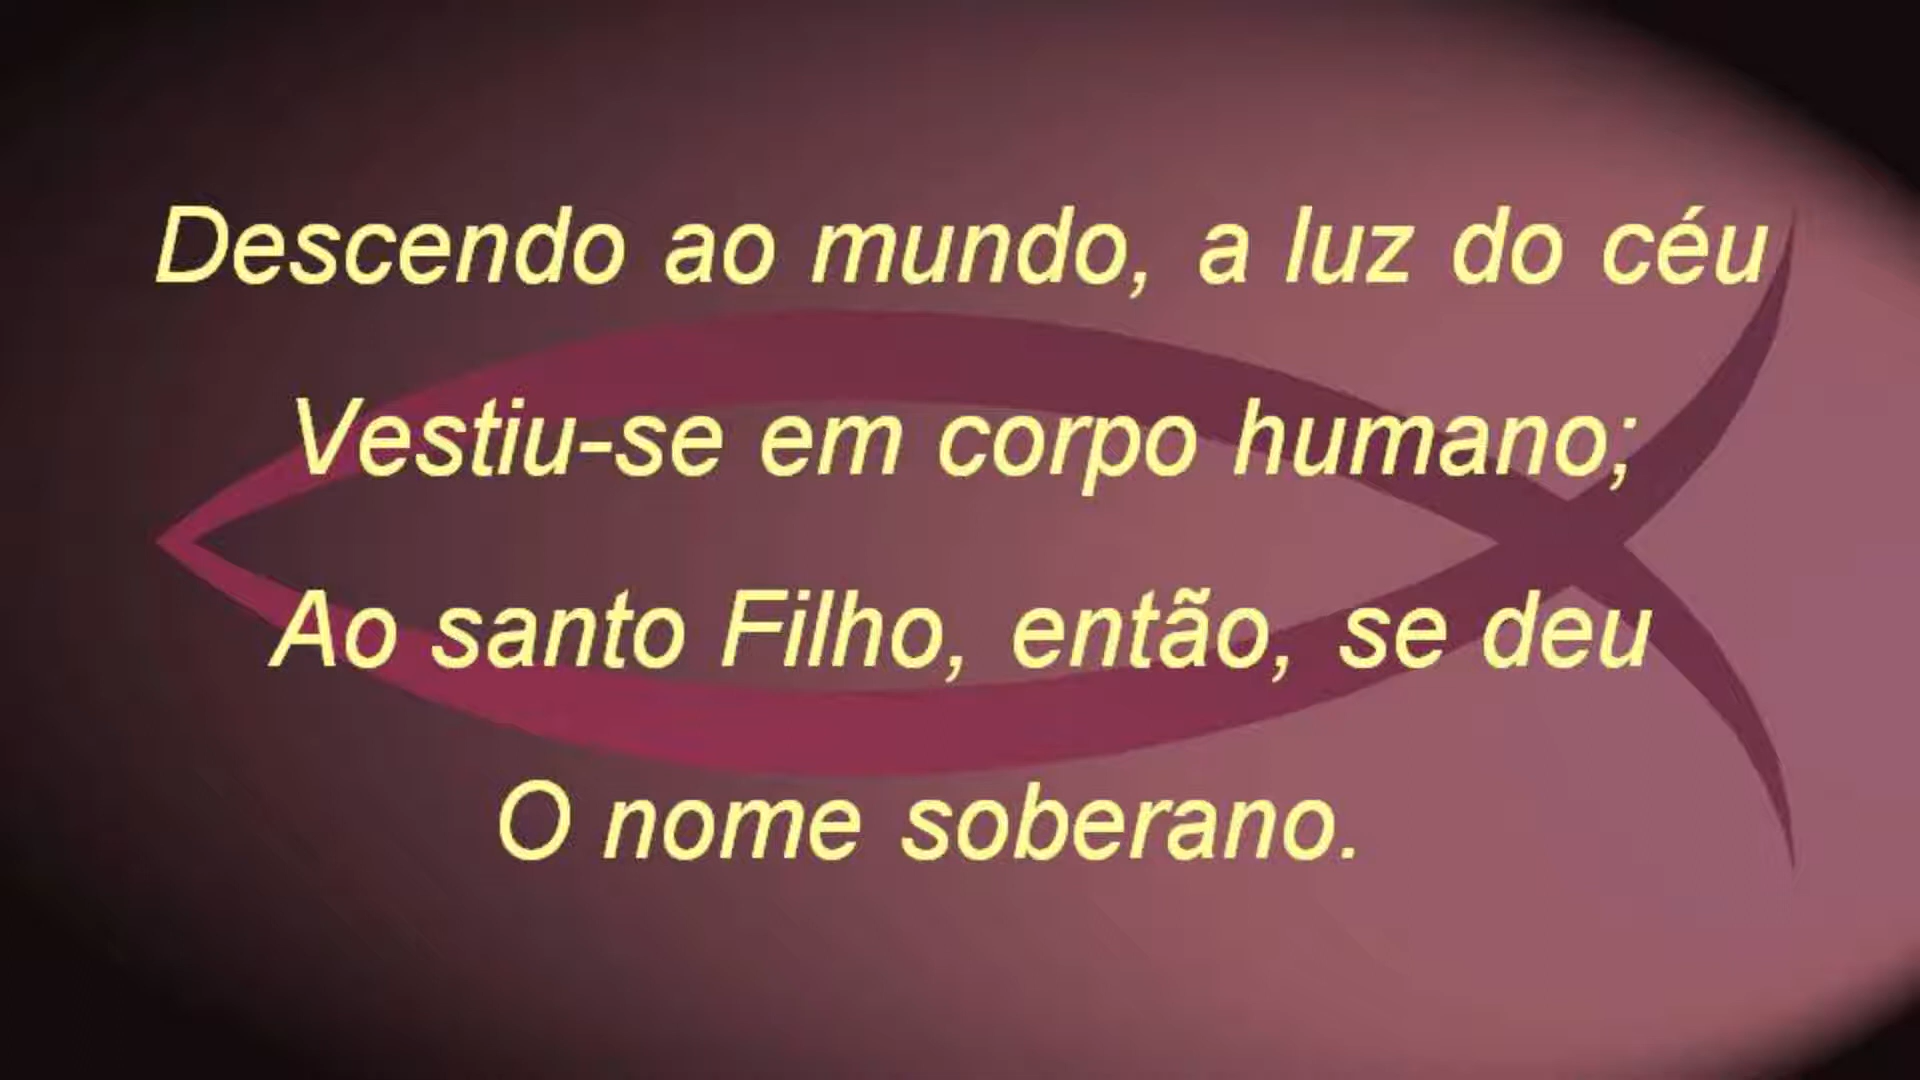 Descendo ao mundo, a luz do céu
Vestiu-se em corpo humano;
Ao santo Filho, então, se deu
O nome soberano.